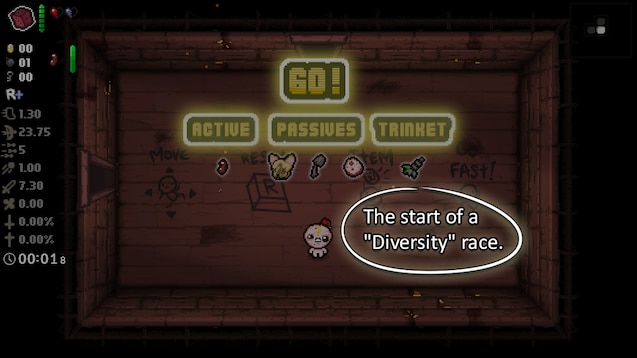 GO!
ACTIVE PASSIVES TRINKET
MOVE
FAST!
R
The start of a
"Diversity" race.
00
01
00
R+
1.30
23.75
5
1.00
7.30
0.00
0.00%
0.00%
00:01 8